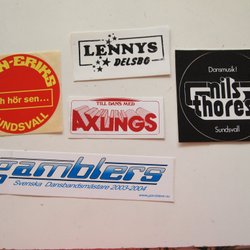 N-ERIKS
h hör sen...
SUNDSVALL
LENNYS
DELSBO
TILL DANS MED
AXLINGS
Dansmusik!
nils
thores
Sundsvall
gamblers
Svenska Dansbandsmästare 2003-2004